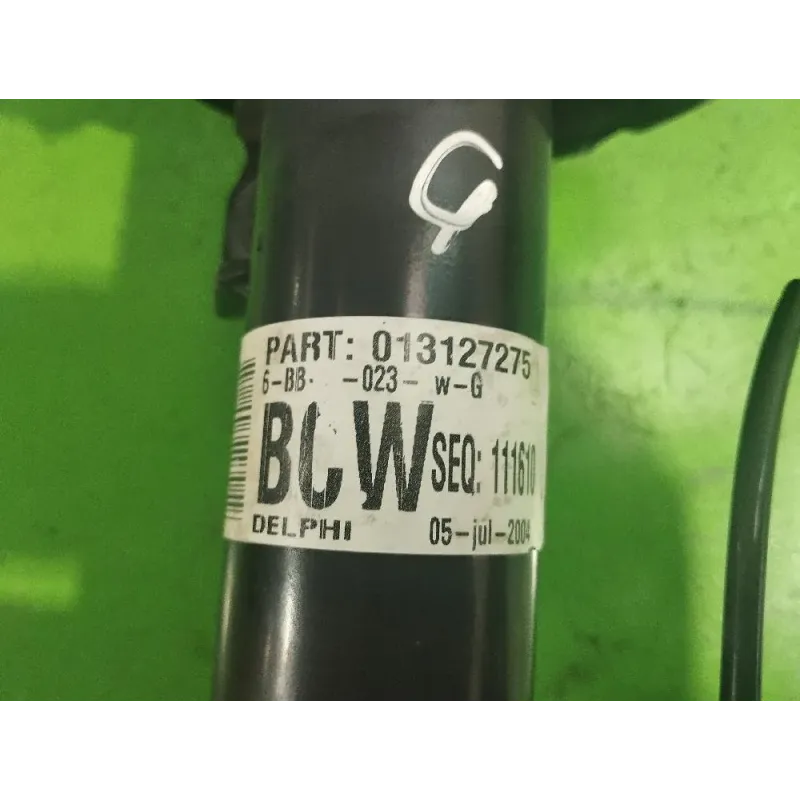 G
PART: 013127275
6-BB- -023- W-G
BCW SEQ: 111610
DELPHI 05-jul-2004